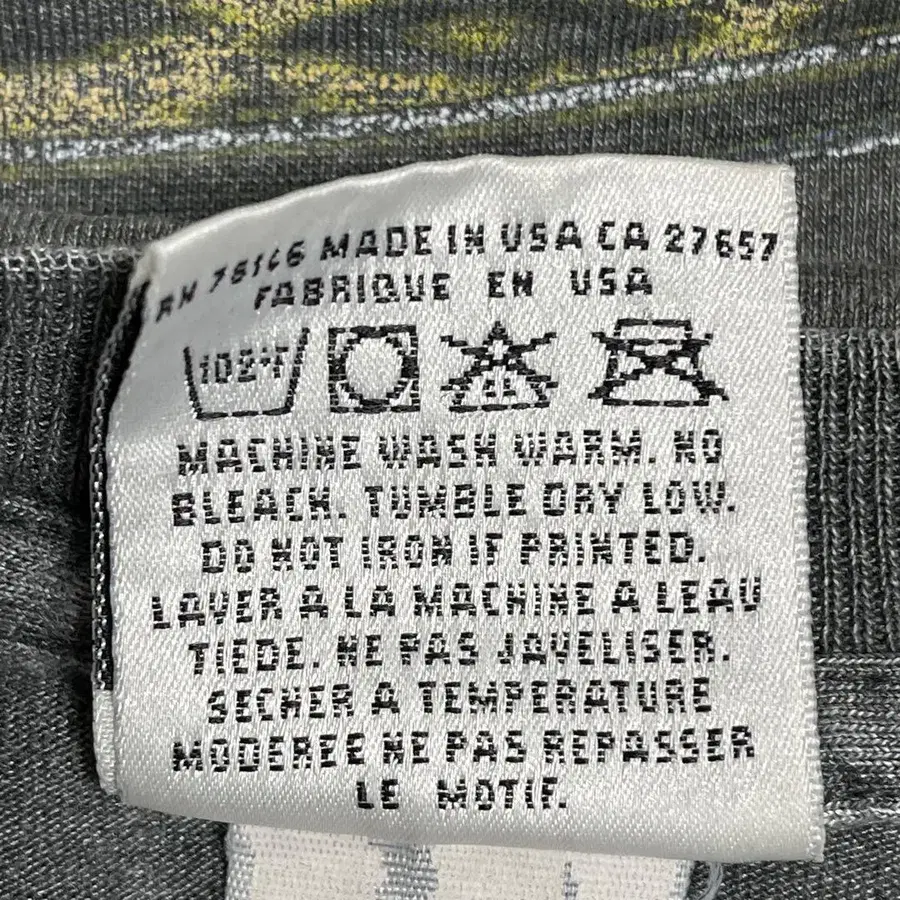 RN 78146 MADE IN USA CA 27657
FABRIQUE EN USA
102°F
MACHINE WASH WARM. NO
BLEACH. TUMBLE DRY LOW.
DO NOT IRON IF PRINTED.
LAVER A LA MACHINE A LEAU
TIEDE. NE PAS JAVELISER.
SECHER A TEMPERATURE
MODEREE NE PAS REPASSER
LE MOTIF.